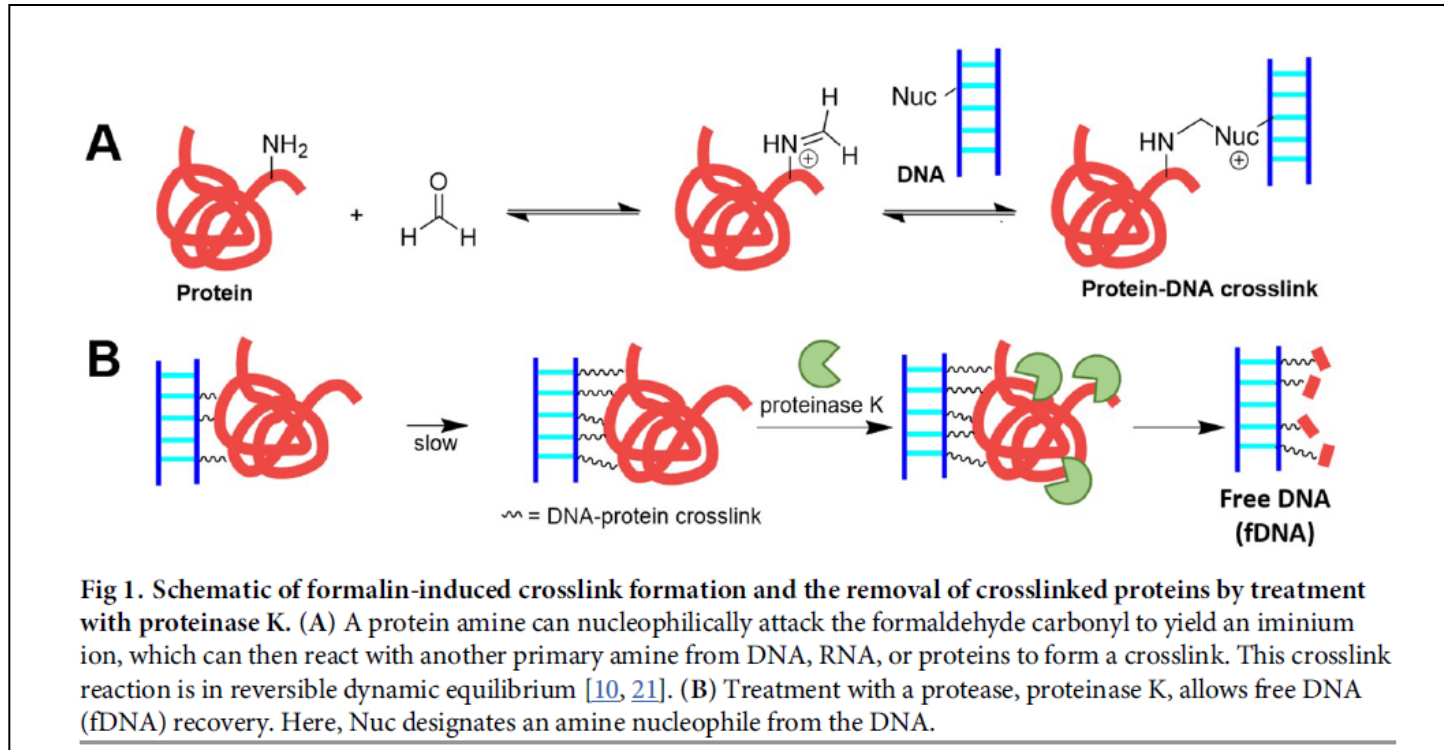 A
NH2
+
O
H
H
Protein
HN
⊕
H
H
Nuc
DNA
HN
Nuc
⊕
Protein-DNA crosslink
B
slow
proteinase K
= DNA-protein crosslink
Free DNA
(fDNA)
Fig 1. Schematic of formalin-induced crosslink formation and the removal of crosslinked proteins by treatment
with proteinase K. (A) A protein amine can nucleophilically attack the formaldehyde carbonyl to yield an iminium
ion, which can then react with another primary amine from DNA, RNA, or proteins to form a crosslink. This crosslink
reaction is in reversible dynamic equilibrium [10, 21]. (B) Treatment with a protease, proteinase K, allows free DNA
(fDNA) recovery. Here, Nuc designates an amine nucleophile from the DNA.